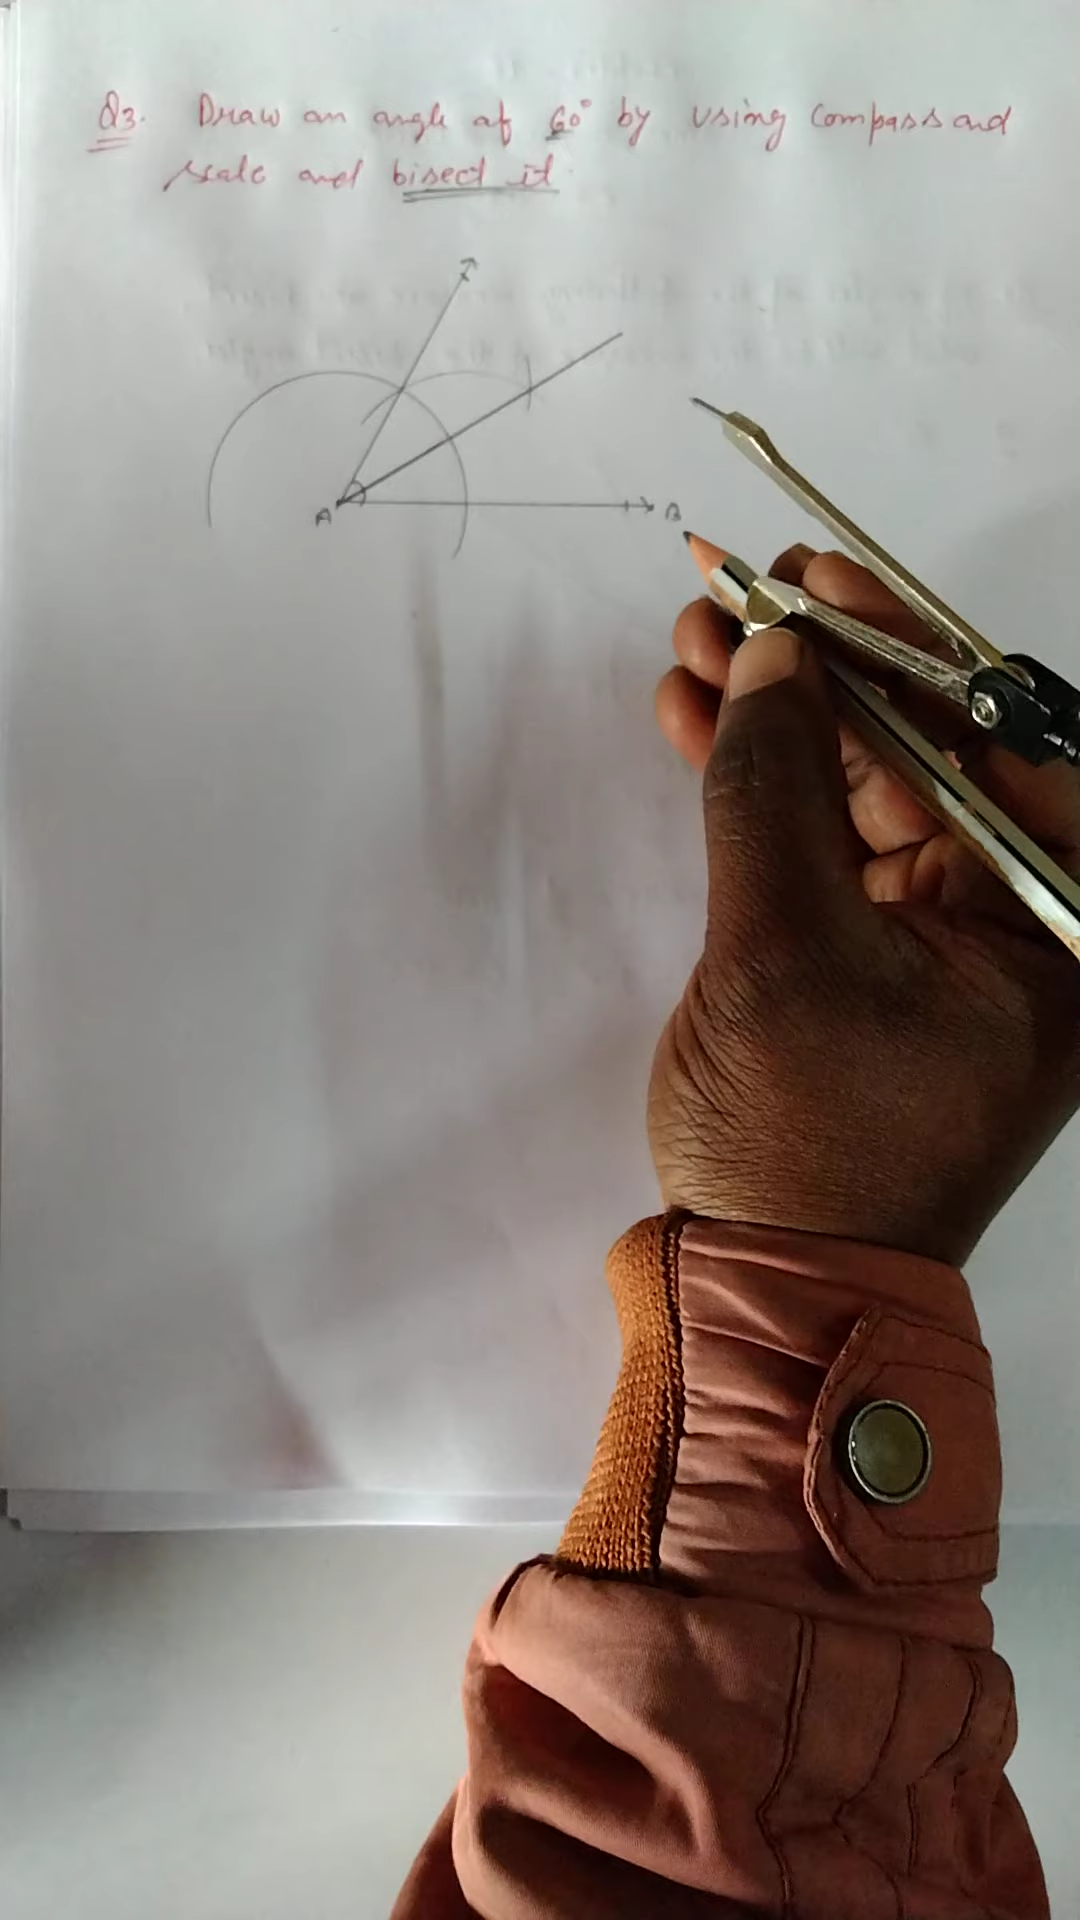 Q3. Draw an angle of 60° by using compass and
scale and bisect it.
A
B